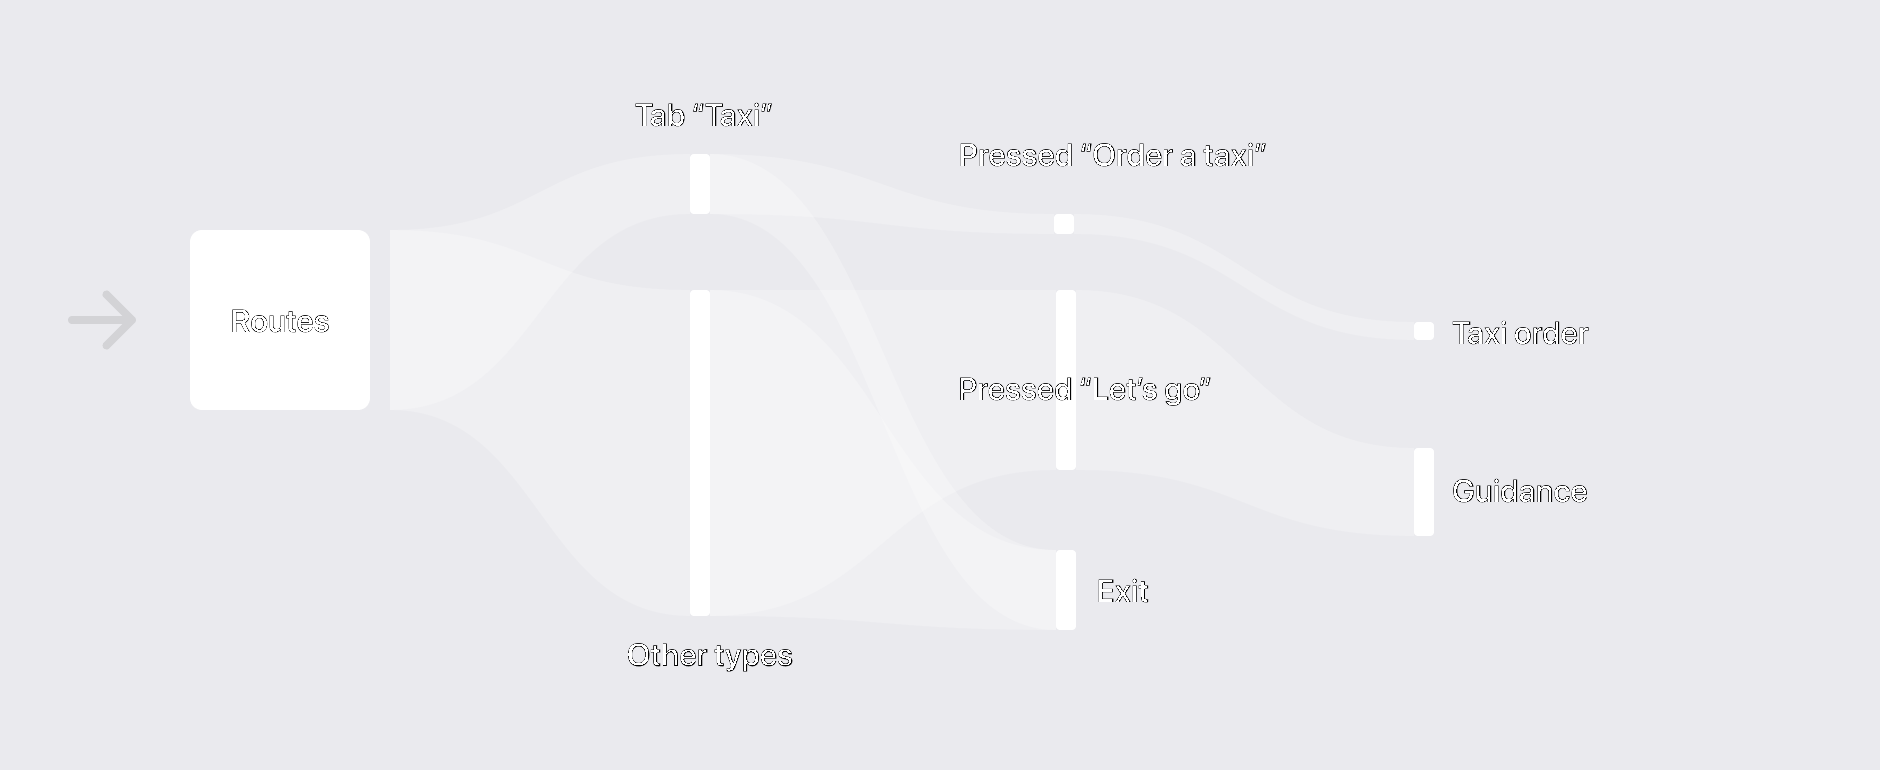 Tab “Taxi”
Pressed “Order a taxi”
Routes
Taxi order
Pressed “Let’s go”
Guidance
Exit
Other types